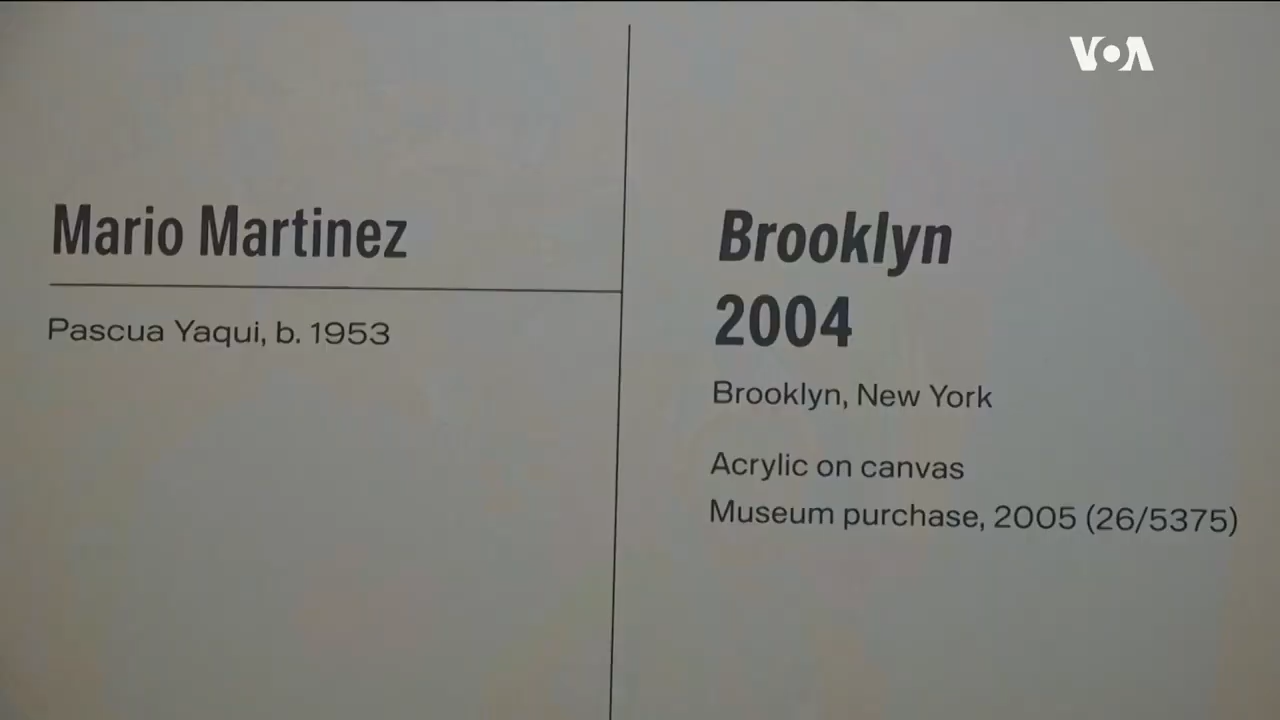 VOA
Mario Martinez
Pascua Yaqui, b. 1953
Brooklyn
2004
Brooklyn, New York
Acrylic on canvas
Museum purchase, 2005 (26/5375)